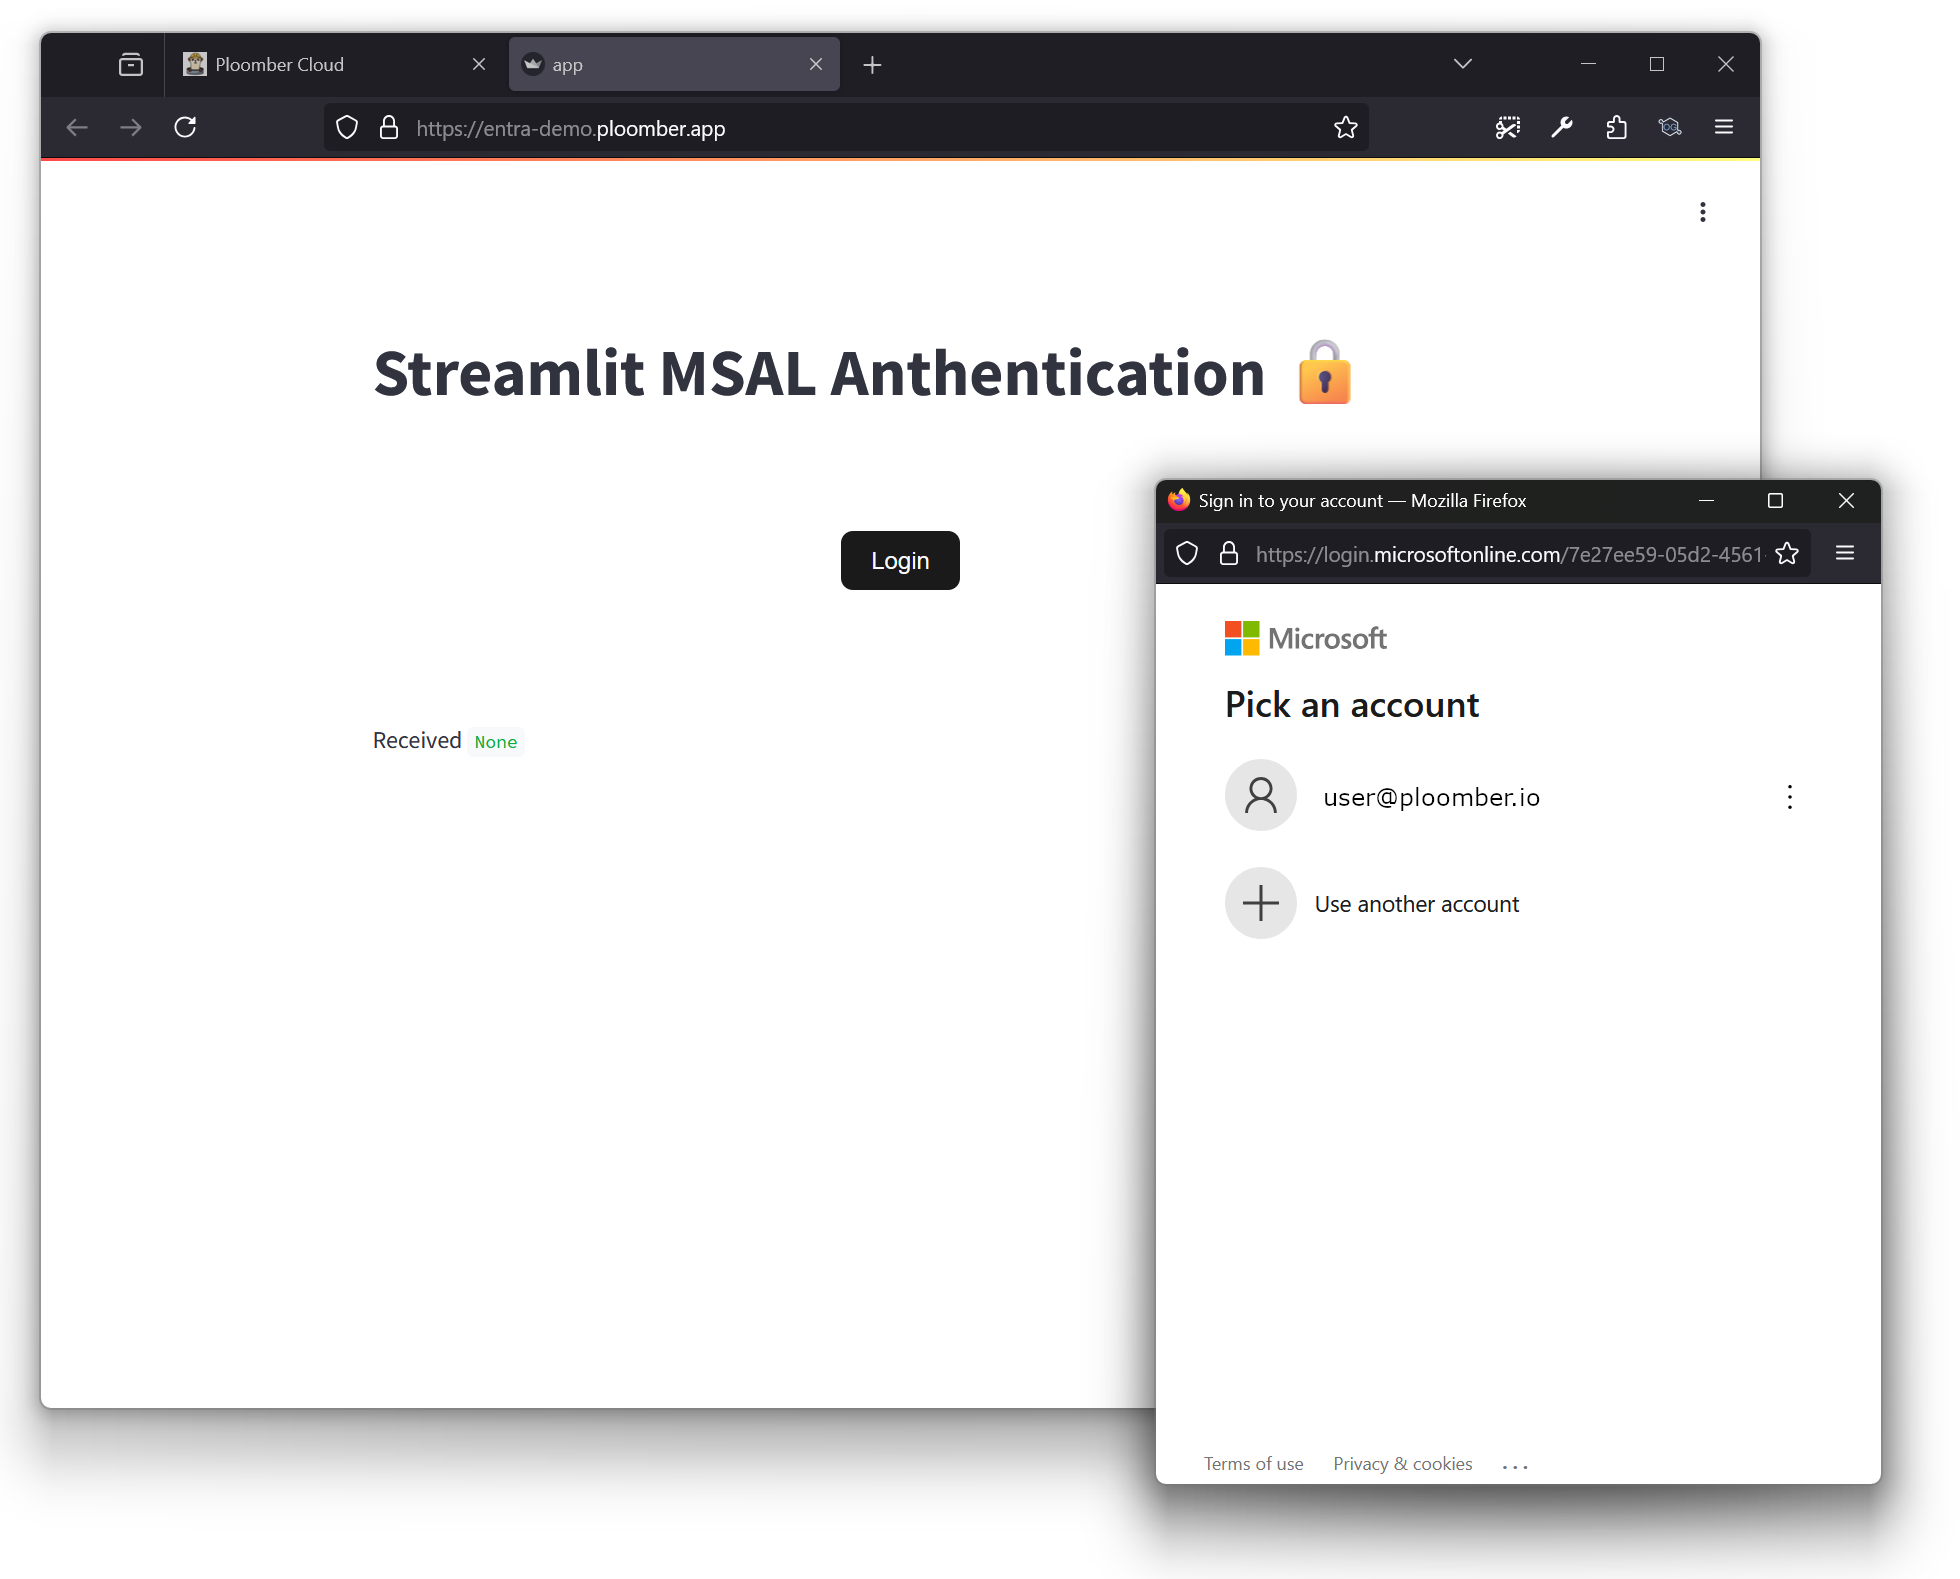 Ploomber Cloud
app
https://entra-demo.ploomber.app
Streamlit MSAL Anthentication
Login
Received None
Sign in to your account — Mozilla Firefox
https://login.microsoftonline.com/7e27ee59-05d2-4561
Microsoft
Pick an account
user@ploomber.io
Use another account
Terms of use Privacy & cookies ...